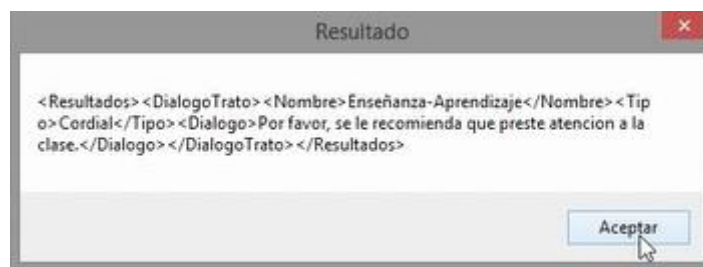 Resultado
<Resultados><DialogoTrato><Nombre>Enseñanza-Aprendizaje</Nombre><Tip
o>Cordial</Tipo><Dialogo>Por favor, se le recomienda que preste atencion a la
clase.</Dialogo></DialogoTrato></Resultados>
Aceptar